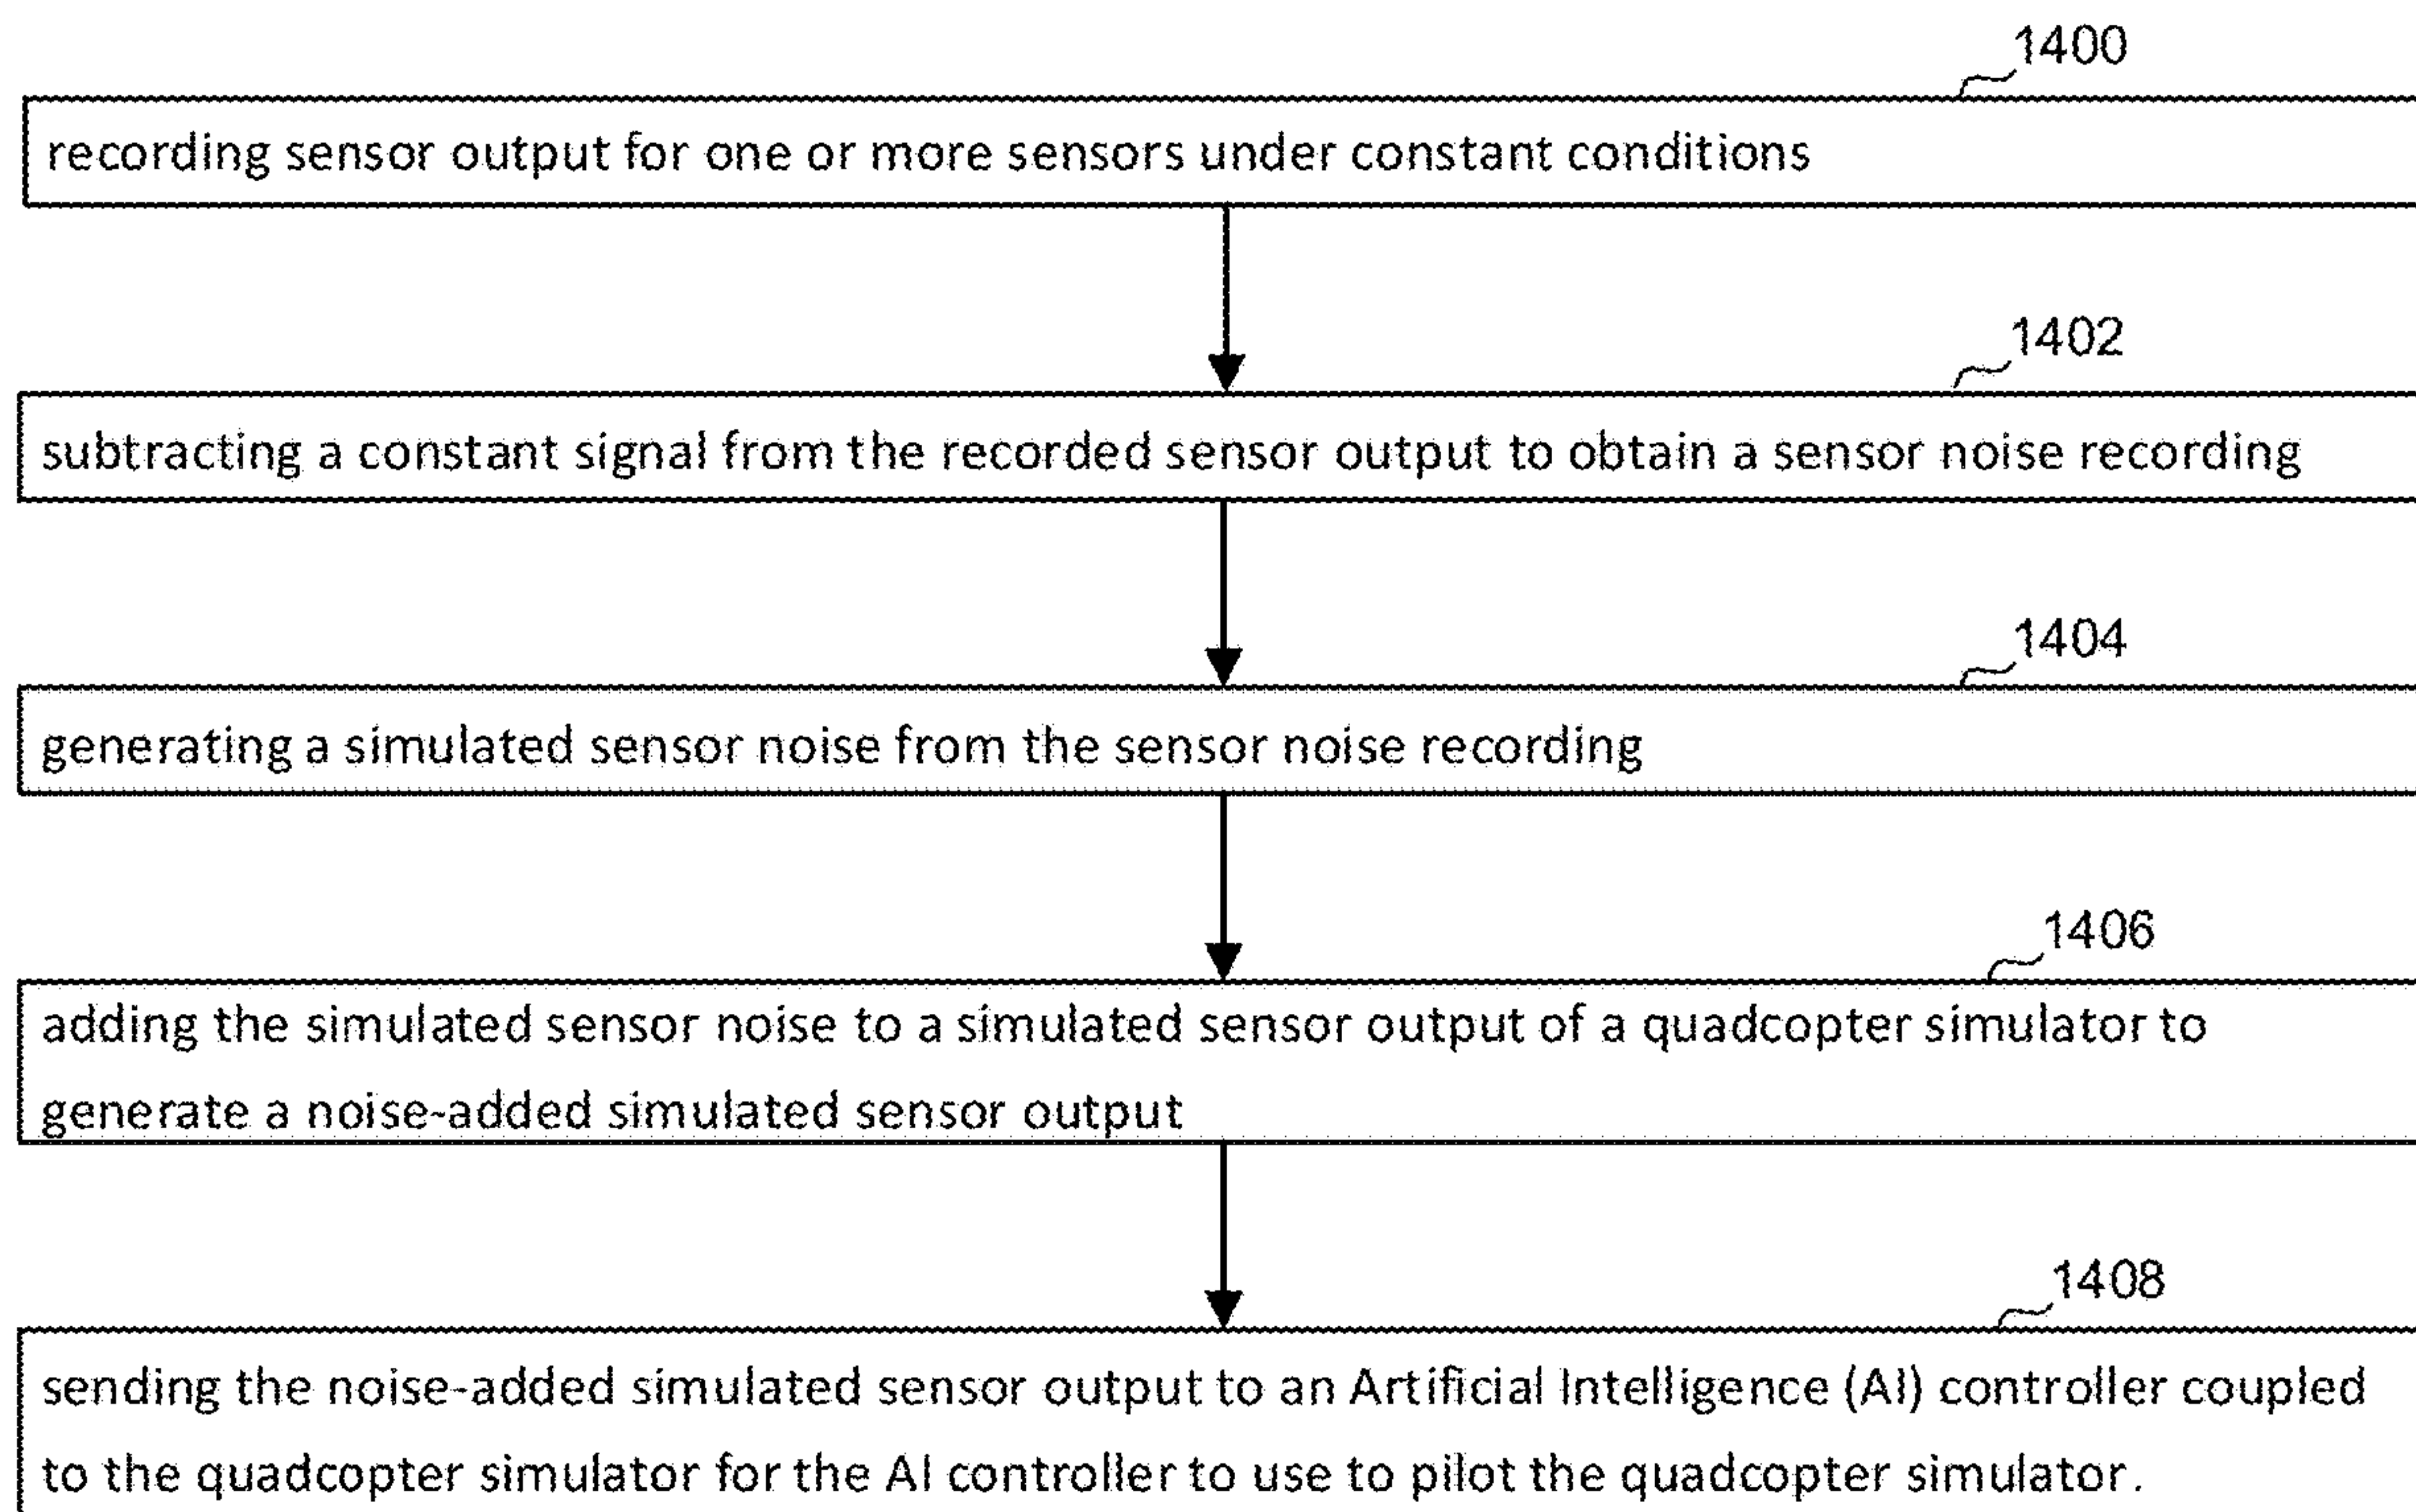 1400
recording sensor output for one or more sensors under constant conditions
1402
subtracting a constant signal from the recorded sensor output to obtain a sensor noise recording
1404
generating a simulated sensor noise from the sensor noise recording
1406
adding the simulated sensor noise to a simulated sensor output of a quadcopter simulator to
generate a noise-added simulated sensor output
1408
sending the noise-added simulated sensor output to an Artificial Intelligence (AI) controller coupled
to the quadcopter simulator for the AI controller to use to pilot the quadcopter simulator.